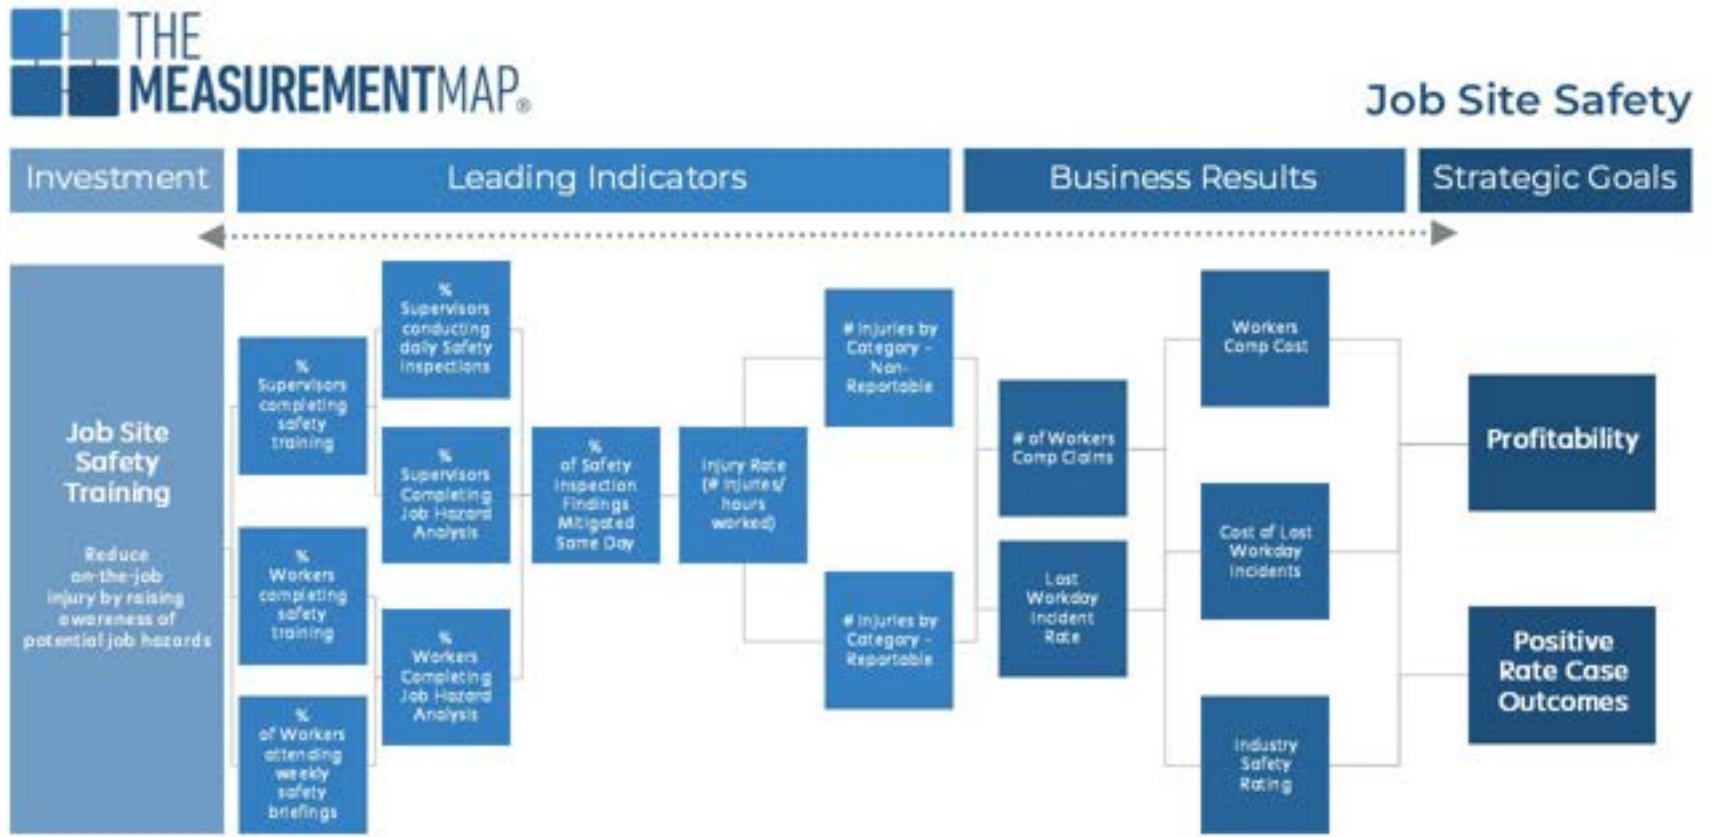 THE
MEASUREMENTMAP®
Job Site Safety
Investment
Leading Indicators
Business Results
Strategic Goals
Job Site
Safety
Training
Reduce
on-the-job
injury by raising
awareness of
potential job hazards
%
Supervisors
completing
safety
training
%
Workers
completing
safety
training
%
of Workers
attending
weekly
safety
briefings
%
Supervisors
conducting
daily Safety
Inspections
%
Supervisors
Completing
Job Hazard
Analysis
%
Workers
Completing
Job Hazard
Analysis
%
of Safety
Inspection
Findings
Mitigated
Same Day
Injury Rate
(# injuries/
hours
worked)
# Injuries by
Category -
Non-
Reportable
# Injuries by
Category -
Reportable
# of Workers
Comp Claims
Lost
Workday
Incident
Rate
Workers
Comp Cost
Cost of Lost
Workday
Incidents
Industry
Safety
Rating
Profitability
Positive
Rate Case
Outcomes